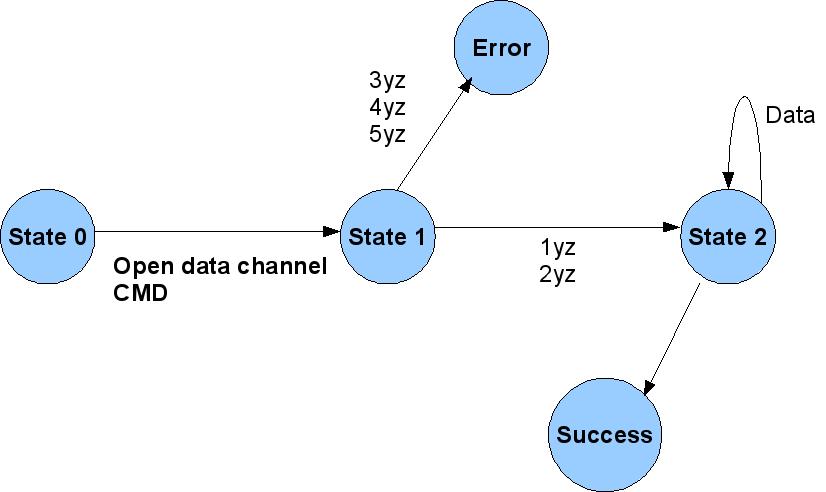 Error
3yz
4yz
5yz
Data
State 0
State 1
State 2
Open data channel
CMD
1yz
2yz
Success